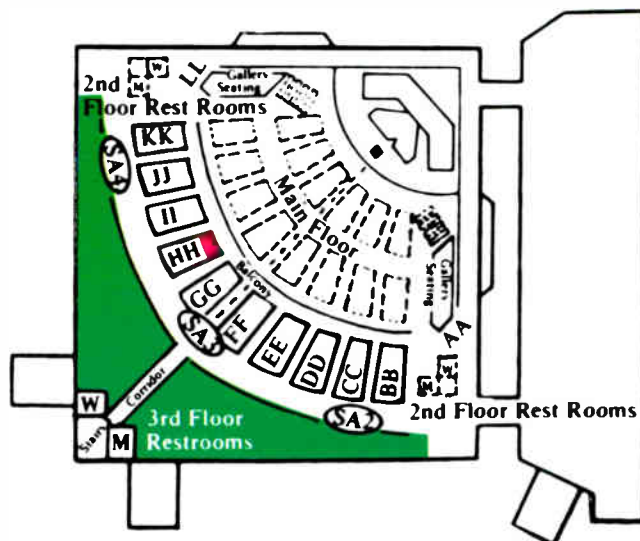 W
M
2nd
Floor Rest Rooms
LL
Gallery
Seating
KK
SA4
JJ
II
HH
Main Floor
Balcony
GG
FF
SA3
EE
DD
CC
BB
SA2
Gallery
Seating
AA
W
M
2nd Floor Rest Rooms
Corridor
W
Stairs
M
3rd Floor
Restrooms